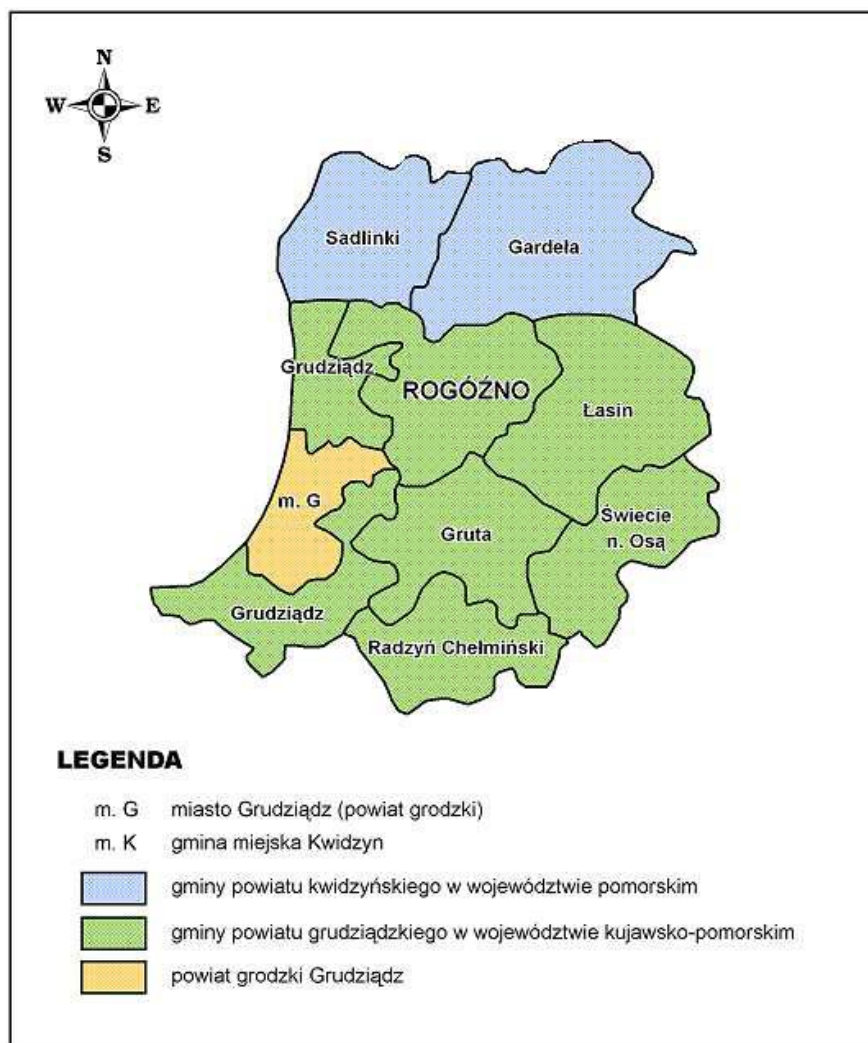 N
W E
S
Sadlinki
Gardeła
Grudziądz
ROGÓŹNO
Łasin
m. G
Gruta
Świecie
n. Osą
Grudziądz
Radzyń Chełmiński
LEGENDA
m. G miasto Grudziądz (powiat grodzki)
m. K gmina miejska Kwidzyn
gminy powiatu kwidzyńskiego w województwie pomorskim
gminy powiatu grudziądzkiego w województwie kujawsko-pomorskim
powiat grodzki Grudziądz